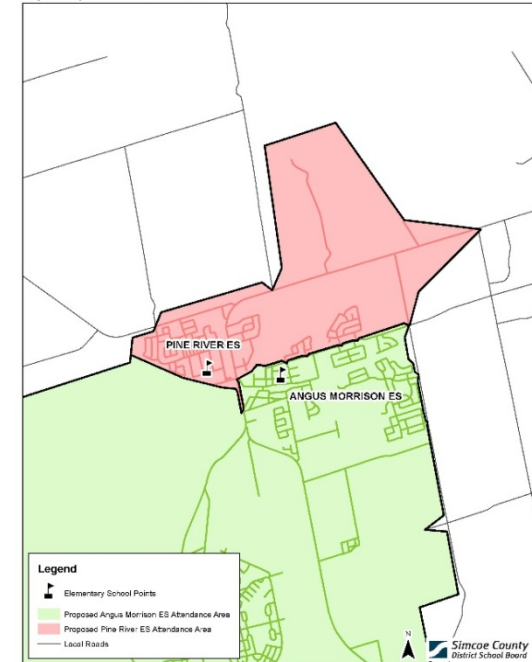 PINE RIVER ES
ANGUS MORRISON ES
Legend
Elementary School Points
Proposed Angus Morrison ES Attendance Area
Proposed Pine River ES Attendance Area
Local Roads
N
Simcoe County
District School Board